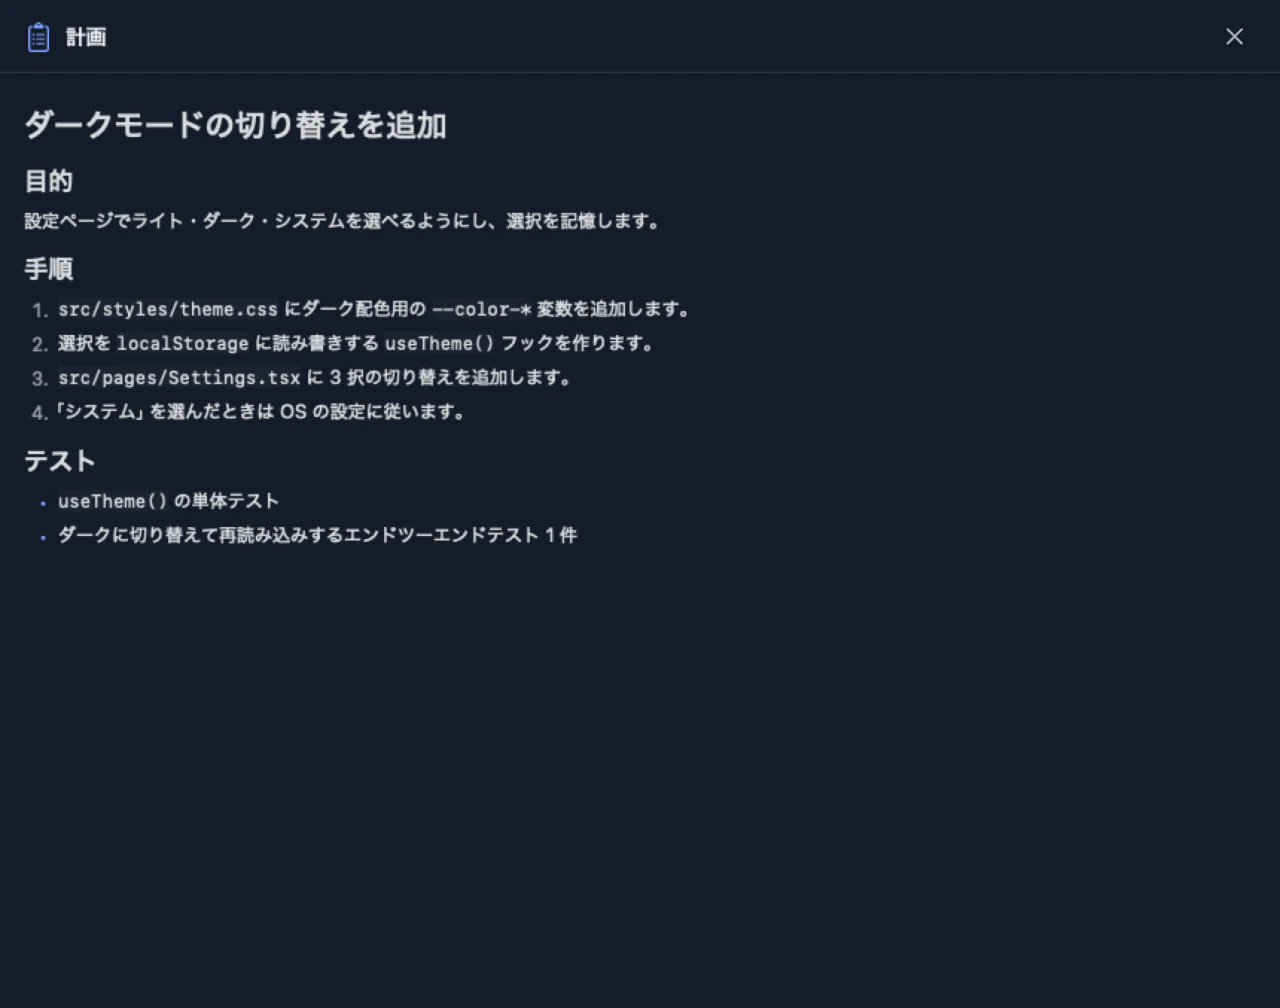 計画
ダークモードの切り替えを追加
目的
設定ページでライト・ダーク・システムを選べるようにし、選択を記憶します。
手順
1. src/styles/theme.css にダーク配色用の --color-* 変数を追加します。
2. 選択を localStorage に読み書きする useTheme() フックを作ります。
3. src/pages/Settings.tsx に 3 択の切り替えを追加します。
4.「システム」を選んだときは OS の設定に従います。
テスト
• useTheme() の単体テスト
• ダークに切り替えて再読み込みするエンドツーエンドテスト 1 件